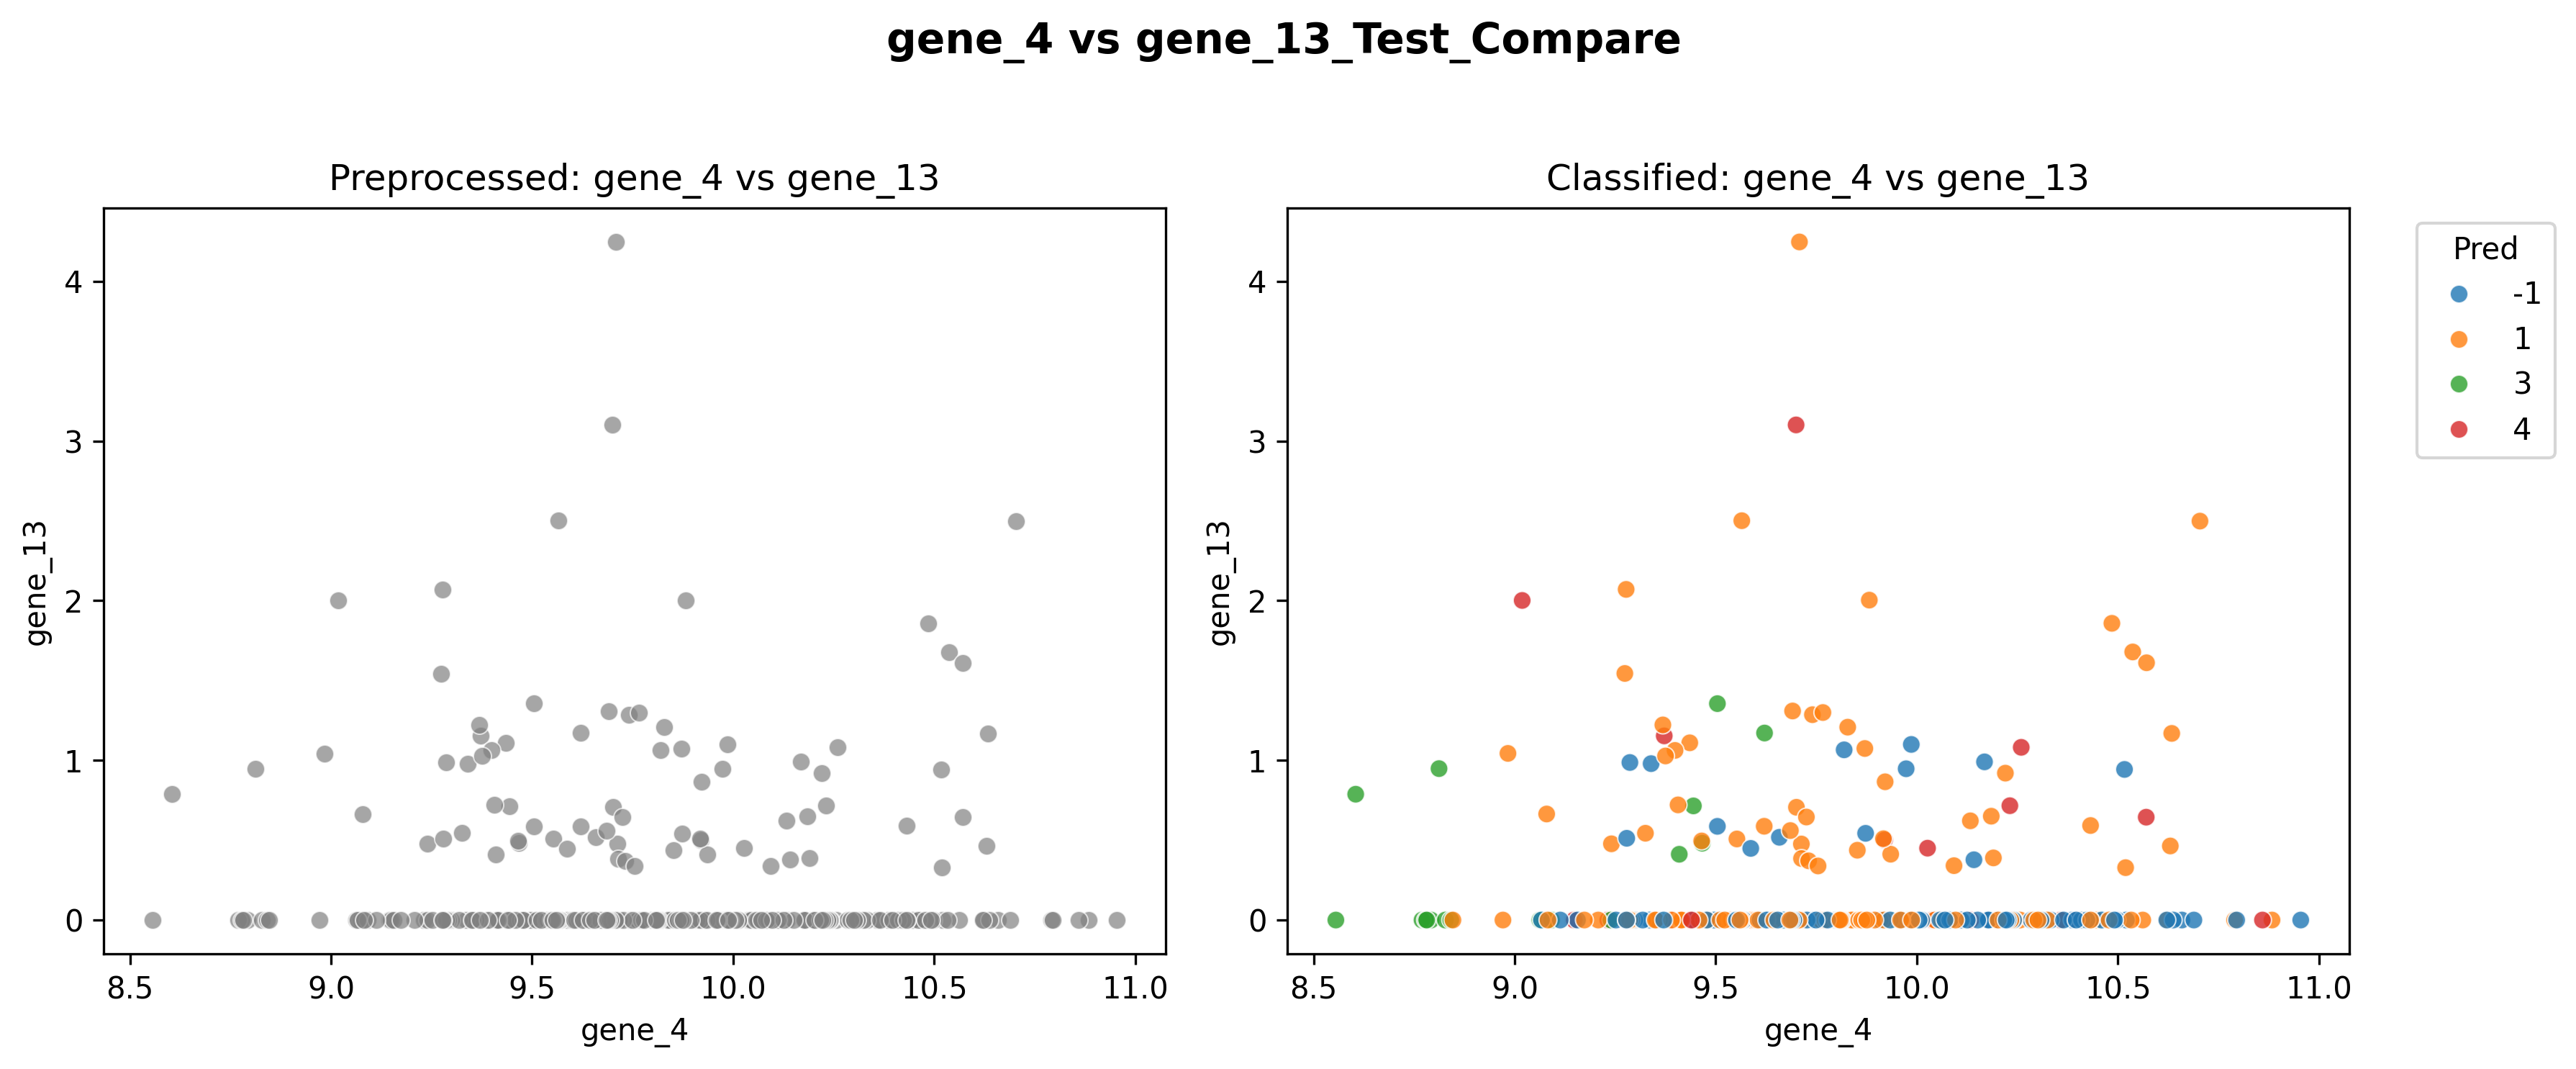 gene_4 vs gene_13_Test_Compare
Preprocessed: gene_4 vs gene_13
gene_13
4
3
2
1
0
8.5 9.0 9.5 10.0 10.5 11.0
gene_4
Classified: gene_4 vs gene_13
gene_13
4
3
2
1
0
8.5 9.0 9.5 10.0 10.5 11.0
gene_4
Pred
-1
1
3
4